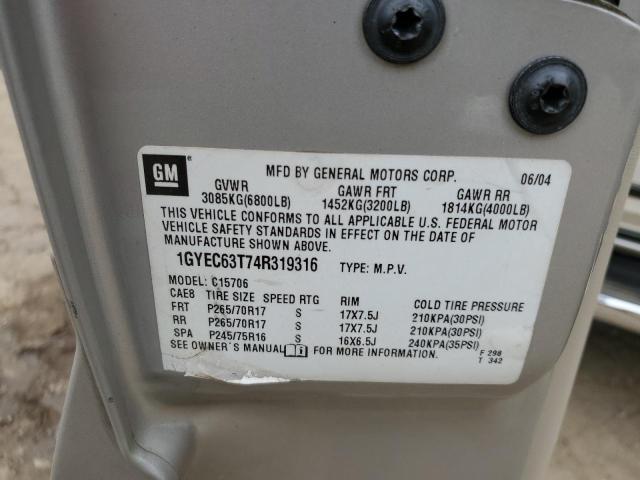 GM ® MFD BY GENERAL MOTORS CORP. 06/04
GVWR GAWR FRT GAWR RR
3085KG(6800LB) 1452KG(3200LB) 1814KG(4000LB)
THIS VEHICLE CONFORMS TO ALL APPLICABLE U.S. FEDERAL MOTOR
VEHICLE SAFETY STANDARDS IN EFFECT ON THE DATE OF
MANUFACTURE SHOWN ABOVE.
1GYEC63T74R319316 TYPE: M.P.V.
MODEL: C15706
CAE8 TIRE SIZE SPEED RTG RIM COLD TIRE PRESSURE
FRT P265/70R17 S 17X7.5J 210KPA(30PSI)
RR P265/70R17 S 17X7.5J 210KPA(30PSI)
SPA P245/75R16 S 16X6.5J 240KPA(35PSI)
SEE OWNER'S MANUAL FOR MORE INFORMATION. F 298
T 342